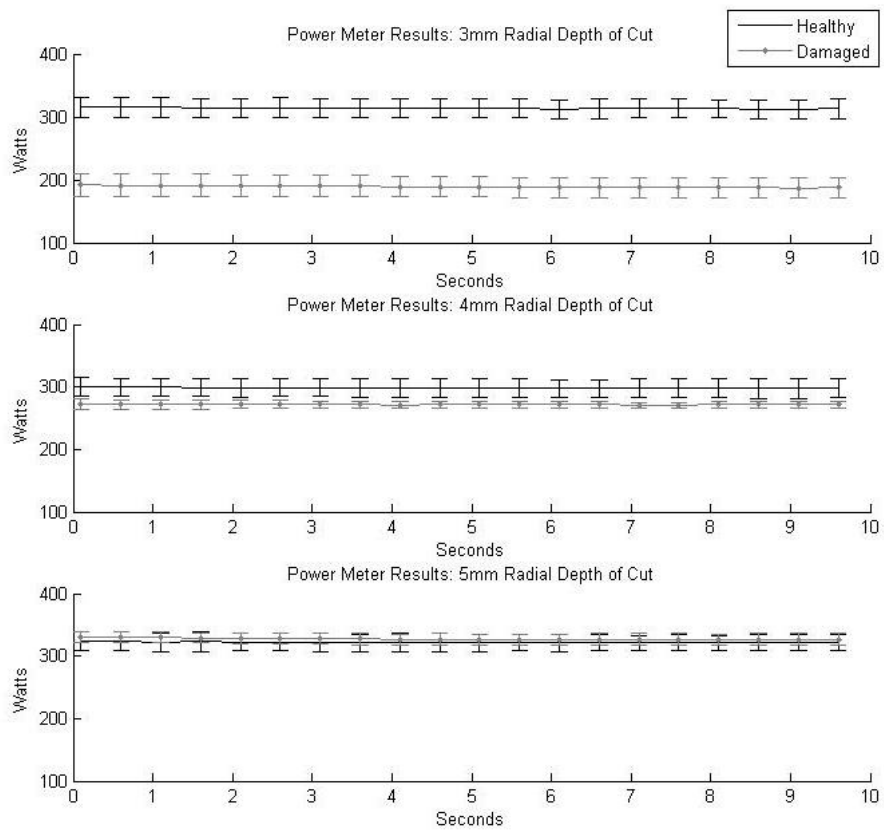 Power Meter Results: 3mm Radial Depth of Cut
Healthy
Damaged
400
300
200
100
Watts
0 1 2 3 4 5 6 7 8 9 10
Seconds
Power Meter Results: 4mm Radial Depth of Cut
400
300
200
100
Watts
0 1 2 3 4 5 6 7 8 9 10
Seconds
Power Meter Results: 5mm Radial Depth of Cut
400
300
200
100
Watts
0 1 2 3 4 5 6 7 8 9 10
Seconds